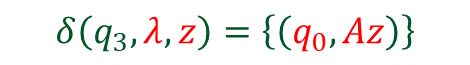 δ(q₃, λ, z) = {(q₀, Az)}